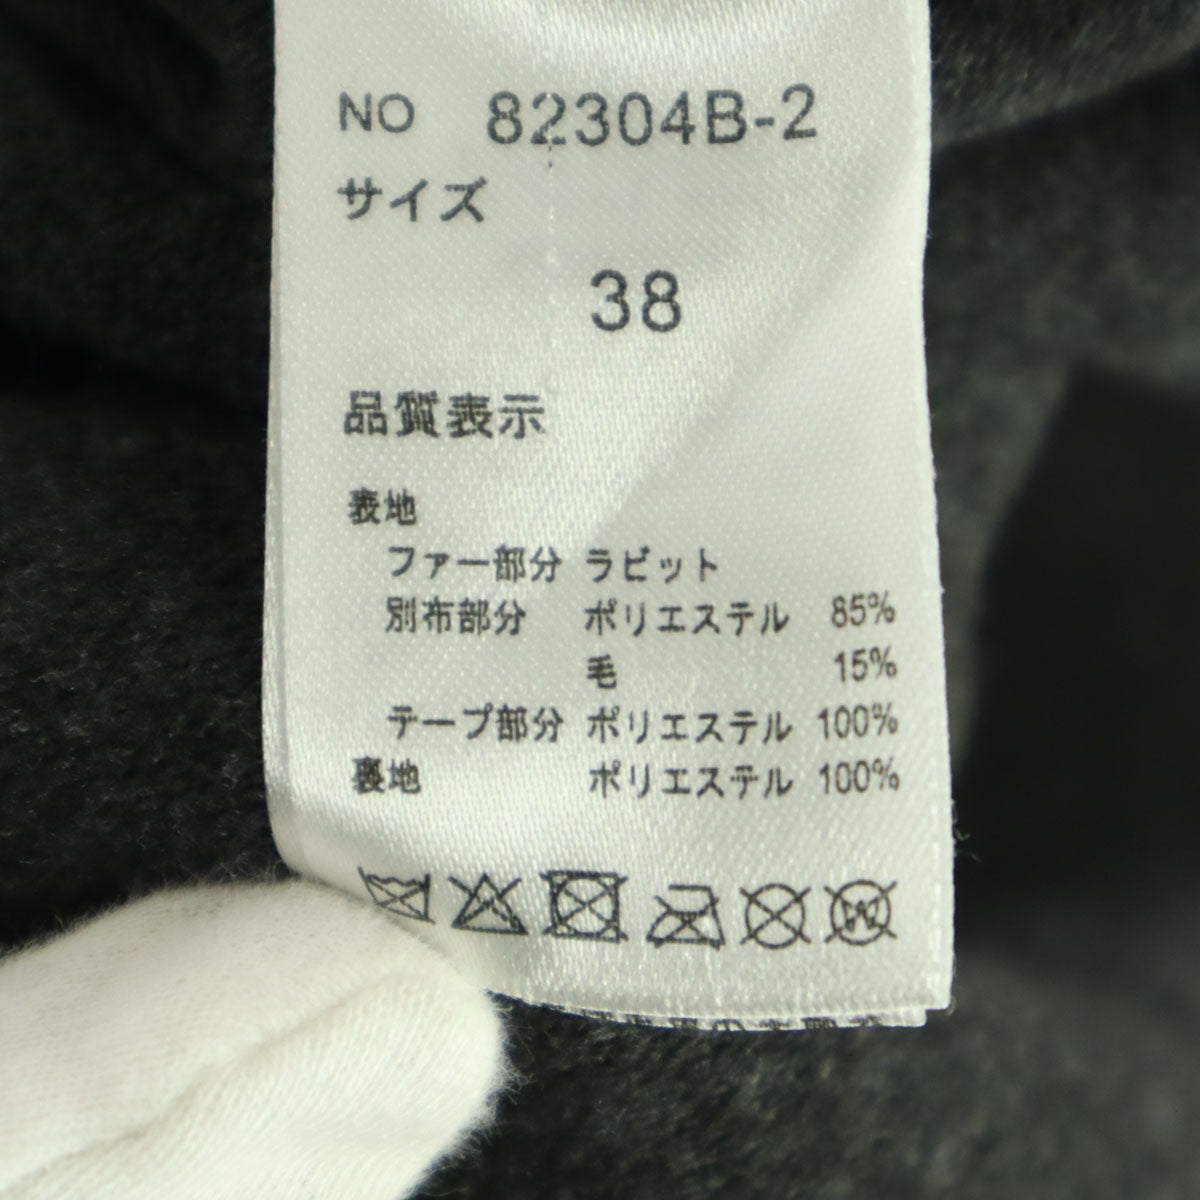 NO 82304B-2
サイズ
38
品質表示
表地
ファー部分 ラビット
別布部分 ポリエステル 85%
毛 15%
テープ部分 ポリエステル 100%
裏地 ポリエステル 100%